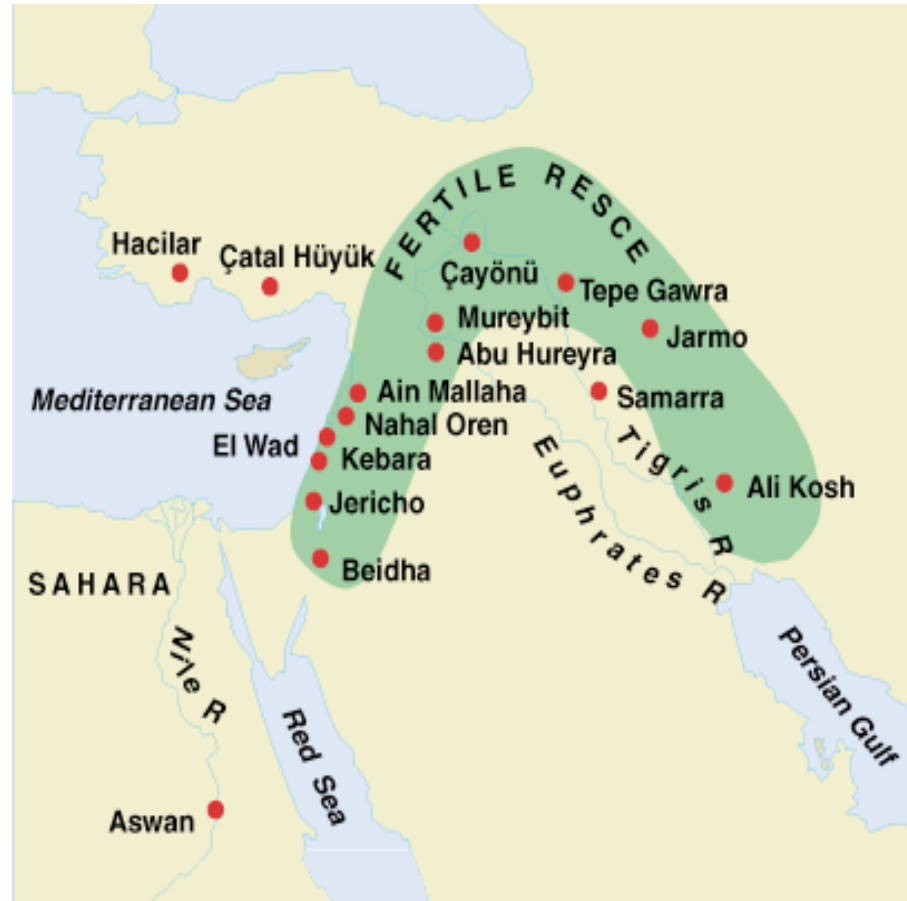 FERTILE RESCE
Hacilar
Çatal Hüyük
Çayönü
Tepe Gawra
Mureybit
Jarmo
Abu Hureyra
Mediterranean Sea
Ain Mallaha
Samarra
Nahal Oren
El Wad
Kebara
Tigris R
Euphrates R
Ali Kosh
Jericho
Beidha
SAHARA
Nile R
Red Sea
Persian Gulf
Aswan